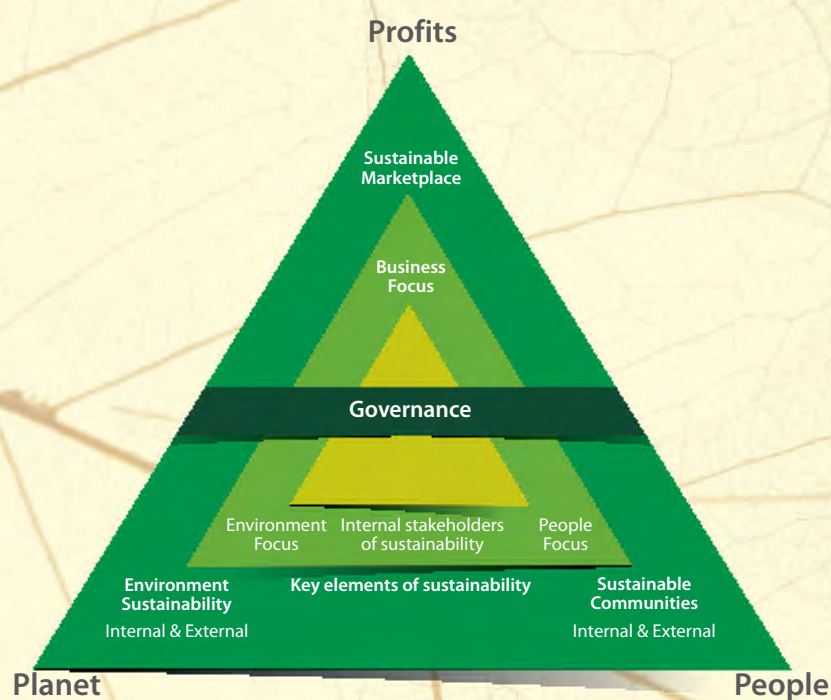 Profits
Sustainable
Marketplace
Business
Focus
Governance
Environment
Focus
Internal stakeholders
of sustainability
People
Focus
Environment
Sustainability
Internal & External
Key elements of sustainability
Sustainable
Communities
Internal & External
Planet
People